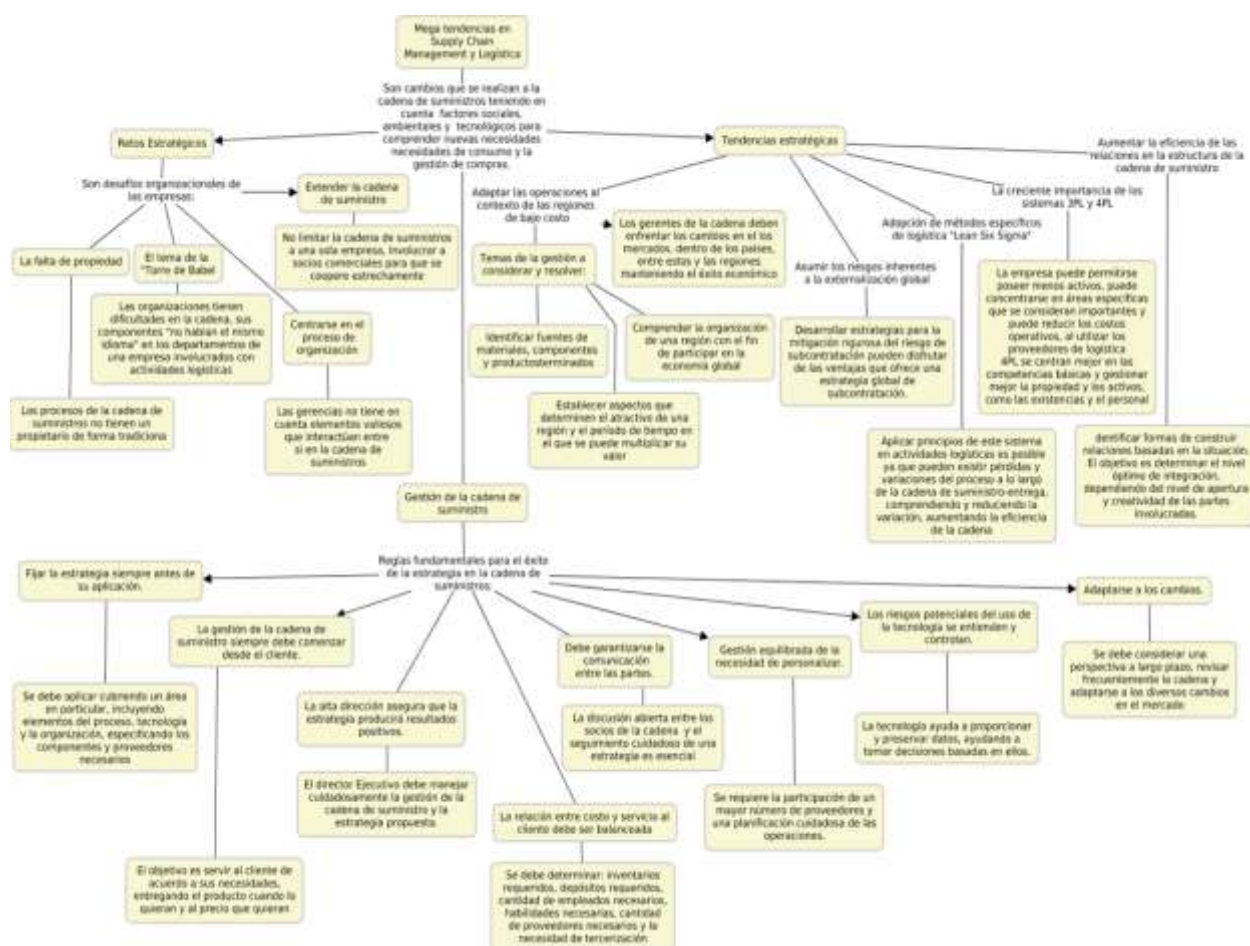 Mega tendencias en
Supply Chain
Management y Logística
Son cambios que se realizan a la
cadena de suministros teniendo en
cuenta factores sociales,
ambientales y tecnológicos para
comprender nuevas necesidades
necesidades de consumo y la
gestión de compras.
Retos Estratégicos
Son desafíos organizacionales de
las empresas:
La falta de propiedad
Los procesos de la cadena de
suministros no tienen un
propietario de forma tradiciona
El tema de la
"Torre de Babel
Las organizaciones tienen
dificultades en la cadena, sus
componentes "no hablan el mismo
idioma" en los departamentos de
una empresa involucrados con
actividades logísticas
Centrarse en el
proceso de
organización
Las gerencias no tiene en
cuenta elementos valiosos
que interactúan entre
si en la cadena de
suministros
Extender la cadena
de suministro
No limitar la cadena de suministros
a una sola empresa, involucrar a
socios comerciales para que se
coopere estrechamente
Tendencias estratégicas
Adaptar las operaciones al
contexto de las regiones
de bajo costo
Los gerentes de la cadena deben
enfrentar los cambios en el los
mercados, dentro de los países,
entre estas y las regiones
manteniendo el éxito económico
Temas de la gestión a
considerar y resolver:
Identificar fuentes de
materiales, componentes
y productosterminados
Establecer aspectos que
determinen el atractivo de una
región y el período de tiempo en
el que se puede multiplicar su
valor
Comprender la organización
de una región con el fin
de participar en la
economía global
Asumir los riesgos inherentes
a la externalización global
Desarrollar estrategias para la
mitigación rigurosa del riesgo de
subcontratación pueden disfrutar
de las ventajas que ofrece una
estrategia global de
subcontratación.
Adopción de métodos específicos
de logística "Lean Six Sigma"
Aplicar principios de este sistema
en actividades logísticas es posible
ya que pueden existir pérdidas y
variaciones del proceso a lo largo
de la cadena de suministro-entrega,
comprendiendo y reduciendo la
variación, aumentando la eficiencia
de la cadena
La creciente importancia de los
sistemas 3PL y 4PL
La empresa puede permitirse
poseer menos activos, puede
concentrarse en áreas específicas
que se consideran importantes y
puede reducir los costos
operativos, al utilizar los
proveedores de logística
4PL se centran mejor en las
competencias básicas y gestionar
mejor la propiedad y los activos,
como las existencias y el personal
Aumentar la eficiencia de las
relaciones en la estructura de la
cadena de suministro
dentificar formas de construir
relaciones basadas en la situación.
El objetivo es determinar el nivel
óptimo de integración,
dependiendo del nivel de apertura
y creatividad de las partes
involucradas.
Gestión de la cadena de
suministro
Reglas fundamentales para el éxito
de la estrategia en la cadena de
suministros:
Fijar la estrategia siempre antes de
su aplicación.
Se debe aplicar cubriendo un área
en particular, incluyendo
elementos del proceso, tecnología
y la organización, especificando los
componentes y proveedores
necesarios
La gestión de la cadena de
suministro siempre debe comenzar
desde el cliente.
El objetivo es servir al cliente de
acuerdo a sus necesidades,
entregando el producto cuando lo
quieran y al precio que quieran
La alta dirección asegura que la
estrategia producirá resultados
positivos.
El director Ejecutivo debe manejar
cuidadosamente la gestión de la
cadena de suministro y la
estrategia propuesta
La relación entre costo y servicio al
cliente debe ser balanceada
Se debe determinar: inventarios
requeridos, depósitos requeridos,
cantidad de empleados necesarios,
habilidades necesarias, cantidad
de proveedores necesarios y la
necesidad de tercerización
Debe garantizarse la
comunicación
entre las partes.
La discusión abierta entre los
socios de la cadena y el
seguimiento cuidadoso de una
estrategia es esencial
Gestión equilibrada de la
necesidad de personalizar.
Se requiere la participación de un
mayor número de proveedores y
una planificación cuidadosa de las
operaciones.
Los riesgos potenciales del uso de
la tecnología se entienden y
controlan.
La tecnología ayuda a proporcionar
y preservar datos, ayudando a
tomar decisiones basadas en ellos.
Adaptarse a los cambios.
Se debe considerar una
perspectiva a largo plazo, revisar
frecuentemente la cadena y
adaptarse a los diversos cambios
en el mercado